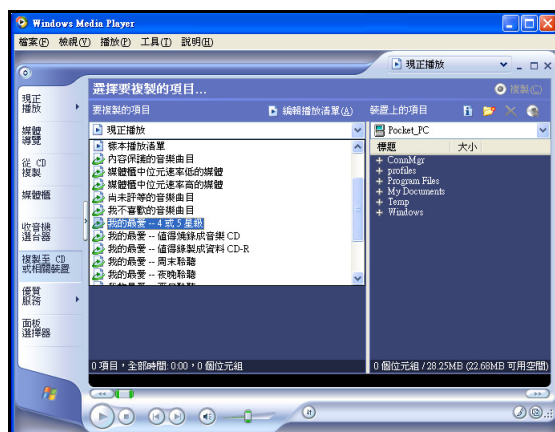 Windows Media Player
檔案(F) 檢視(V) 播放(P) 工具(T) 說明(H)
現正播放
選擇要複製的項目...
複製(C)
要複製的項目
編輯播放清單(A)
裝置上的項目
現正播放
Pocket_PC
標題
大小
樣本播放清單
內容保護的音樂曲目
媒體櫃中位元速率低的媒體
媒體櫃中位元速率高的媒體
尚未評等的音樂曲目
我不喜歡的音樂曲目
我的最愛 -- 4 或 5 星級
我的最愛 -- 值得燒錄成音樂 CD
我的最愛 -- 值得錄製成資料 CD-R
我的最愛 -- 周末聆聽
我的最愛 -- 夜晚聆聽
ConnMgr
profiles
Program Files
My Documents
Temp
Windows
現正
播放
媒體
導覽
從 CD
複製
媒體櫃
收音機
選台器
複製至 CD
或相關裝置
優質
服務
面板
選擇器
0 項目，全部時間: 0:00，0 個位元組
0 個位元組 / 28.25MB (22.68MB 可用空間)